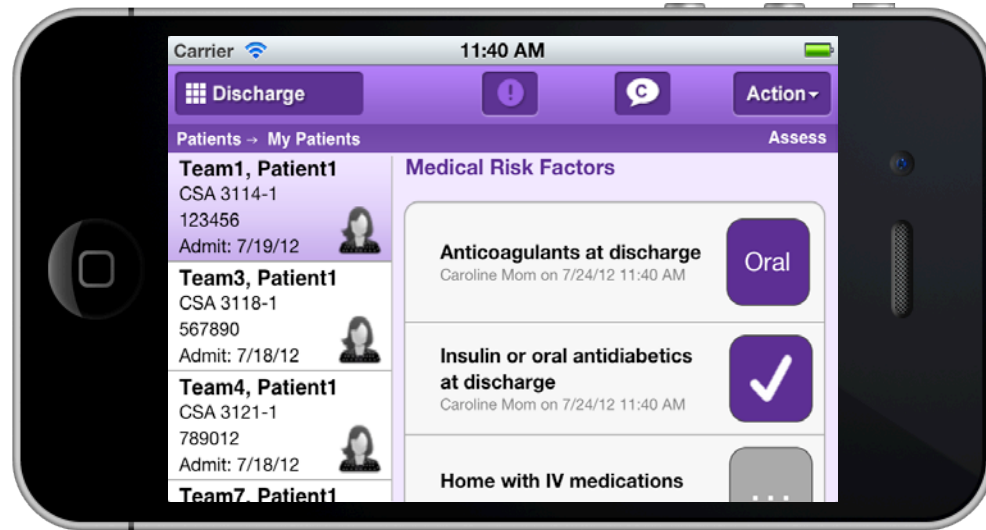 Carrier 11:40 AM
Discharge
C
Action
Patients → My Patients
Assess
Team1, Patient1
CSA 3114-1
123456
Admit: 7/19/12
Team3, Patient1
CSA 3118-1
567890
Admit: 7/18/12
Team4, Patient1
CSA 3121-1
789012
Admit: 7/18/12
Team7, Patient1
Medical Risk Factors
Anticoagulants at discharge
Caroline Mom on 7/24/12 11:40 AM
Oral
Insulin or oral antidiabetics
at discharge
Caroline Mom on 7/24/12 11:40 AM
Home with IV medications
...